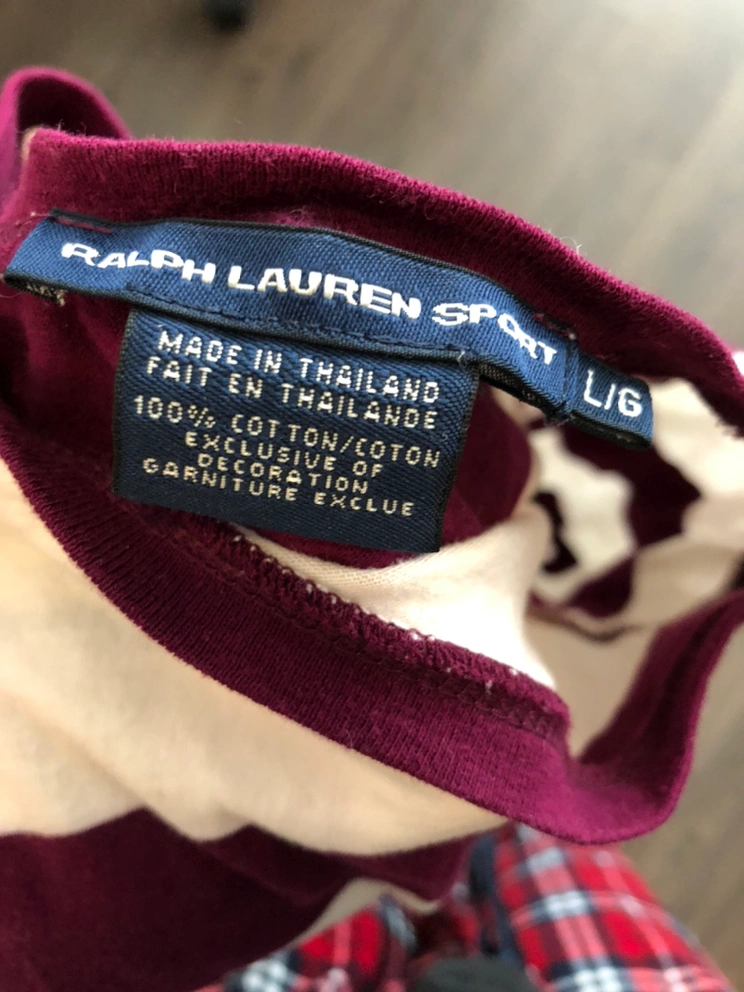 RALPH LAUREN SPORT
L/G
MADE IN THAILAND
FAIT EN THAILANDE
100% COTTON/COTON
EXCLUSIVE OF
DECORATION
GARNITURE EXCLUE